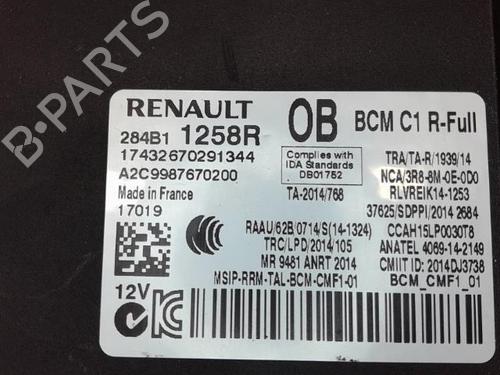 B-PARTS
RENAULT OB BCM C1 R-Full
284B1 1258R
17432670291344
A2C9987670200
Made in France
17019
Complies with
IDA Standards
DB01752
TA-2014/768
TRA/TA-R/1939/14
NCA/3R8-8M-0E-0D0
RLVREIK14-1253
37625/SDPPI/2014 2684
RAAU/62B/0714/S(14-1324)
CCAH15LP0030T8
TRC/LPD/2014/105
ANATEL 4069-14-2149
MR 9481 ANRT 2014
CMIIT ID: 2014DJ3738
MSIP-RRM-TAL-BCM-CMF1-01
BCM_CMF1_01
12V